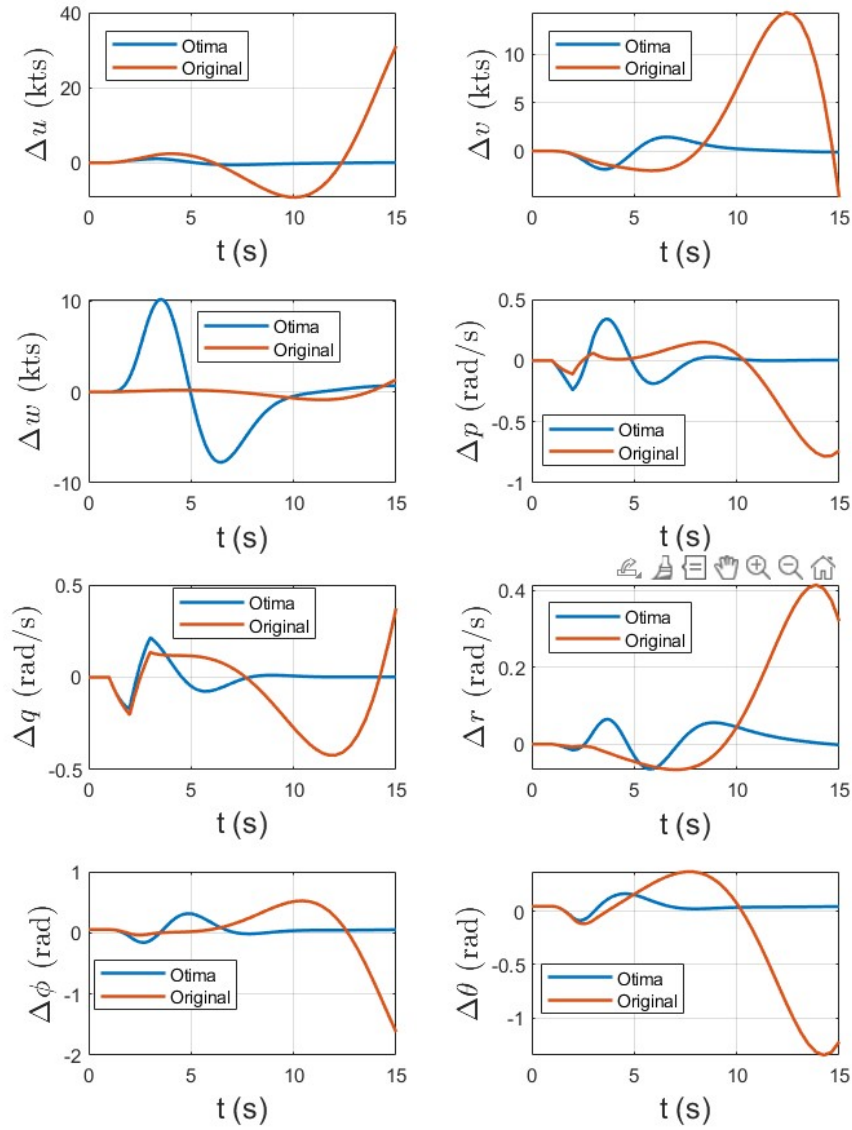 40
20
0
Δu (kts)
Otima
Original
0 5 10 15
t (s)
10
5
0
Δv (kts)
Otima
Original
0 5 10 15
t (s)
10
0
-10
Δw (kts)
Otima
Original
0 5 10 15
t (s)
0.5
0
-0.5
-1
Δp (rad/s)
Otima
Original
0 5 10 15
t (s)
0.5
0
-0.5
Δq (rad/s)
Otima
Original
0 5 10 15
t (s)
0.4
0.2
0
Δr (rad/s)
Otima
Original
0 5 10 15
t (s)
1
0
-1
-2
Δϕ (rad)
Otima
Original
0 5 10 15
t (s)
0
-0.5
-1
Δθ (rad)
Otima
Original
0 5 10 15
t (s)